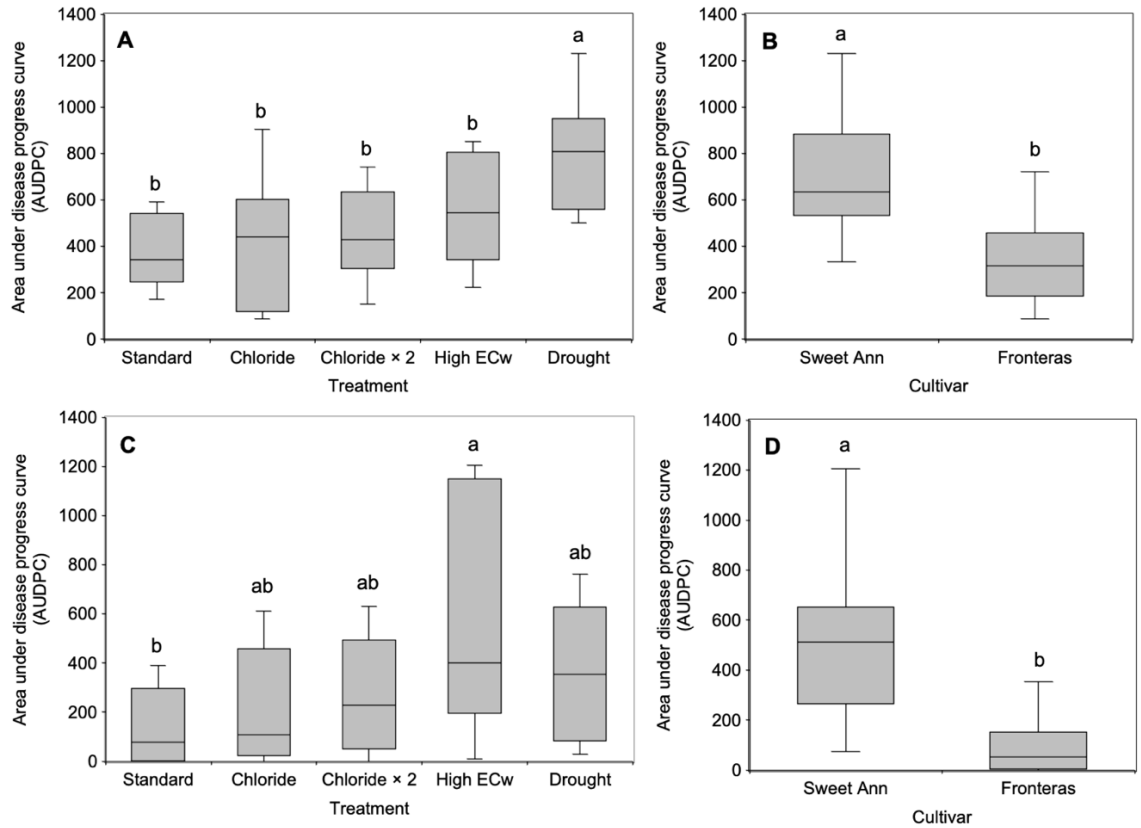 A
Area under disease progress curve
(AUDPC)
1400
1200
1000
800
600
400
200
0
b
b
b
b
a
Standard
Chloride
Chloride × 2
High ECw
Drought
Treatment
B
Area under disease progress curve
(AUDPC)
1400
1200
1000
800
600
400
200
0
a
b
Sweet Ann
Fronteras
Cultivar
C
Area under disease progress curve
(AUDPC)
1400
1200
1000
800
600
400
200
0
b
ab
ab
a
ab
Standard
Chloride
Chloride × 2
High ECw
Drought
Treatment
D
Area under disease progress curve
(AUDPC)
1400
1200
1000
800
600
400
200
0
a
b
Sweet Ann
Fronteras
Cultivar